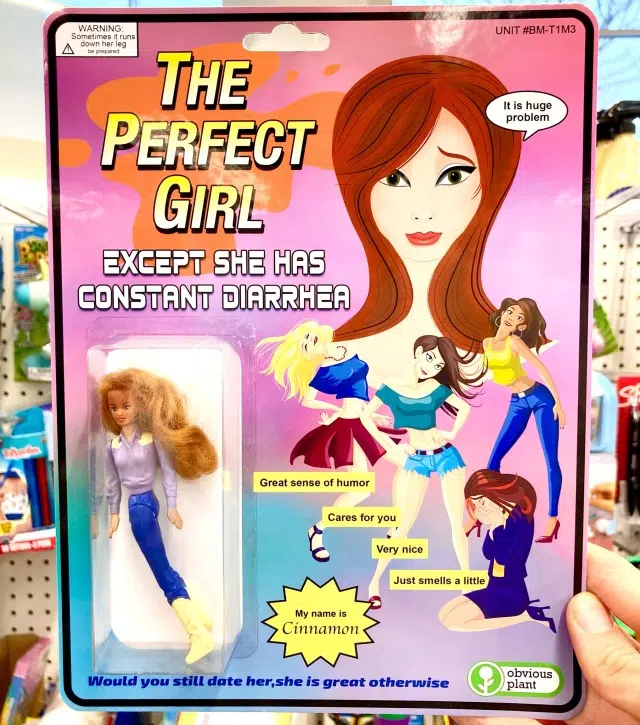 WARNING:
Sometimes it runs
down her leg
be prepared
UNIT #BM-T1M3
THE
PERFECT
GIRL
EXCEPT SHE HAS
CONSTANT DIARRHEA
It is huge
problem
Great sense of humor
Cares for you
Very nice
Just smells a little
My name is
Cinnamon
Would you still date her,she is great otherwise
obvious
plant